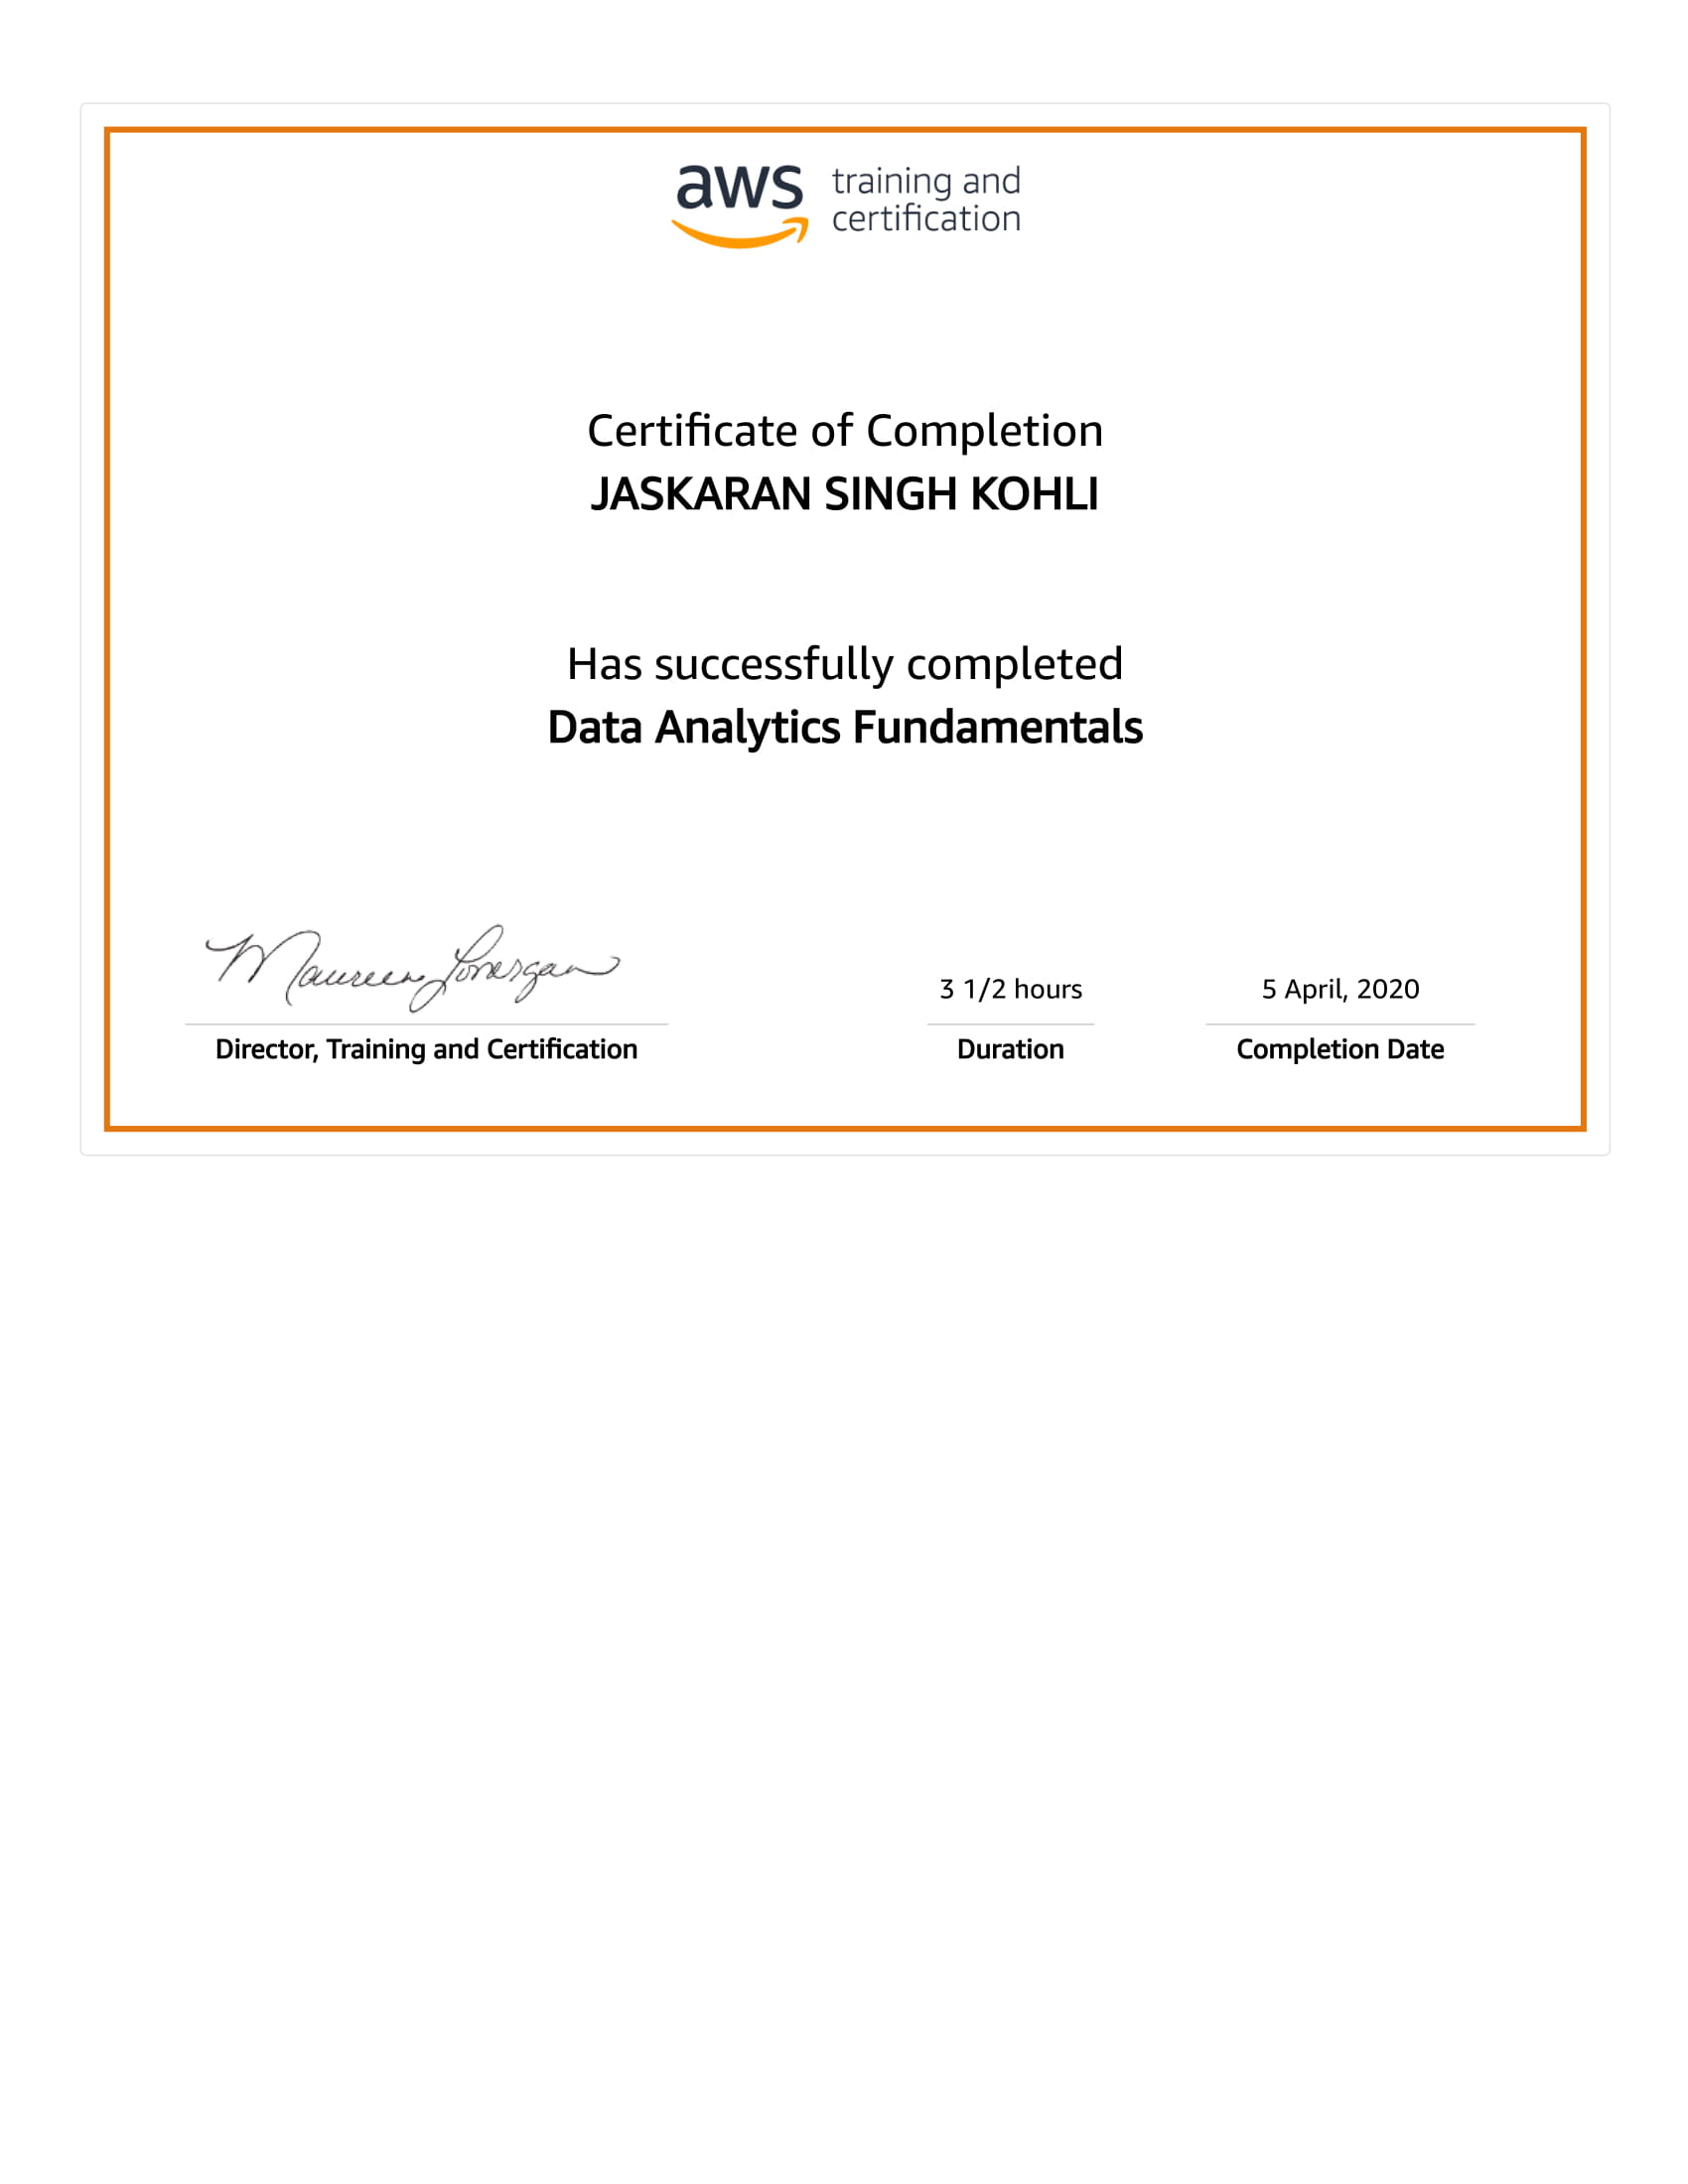 aws training and
certification
Certificate of Completion
JASKARAN SINGH KOHLI
Has successfully completed
Data Analytics Fundamentals
Maureen Lonergan
3 1/2 hours
5 April, 2020
Director, Training and Certification
Duration
Completion Date